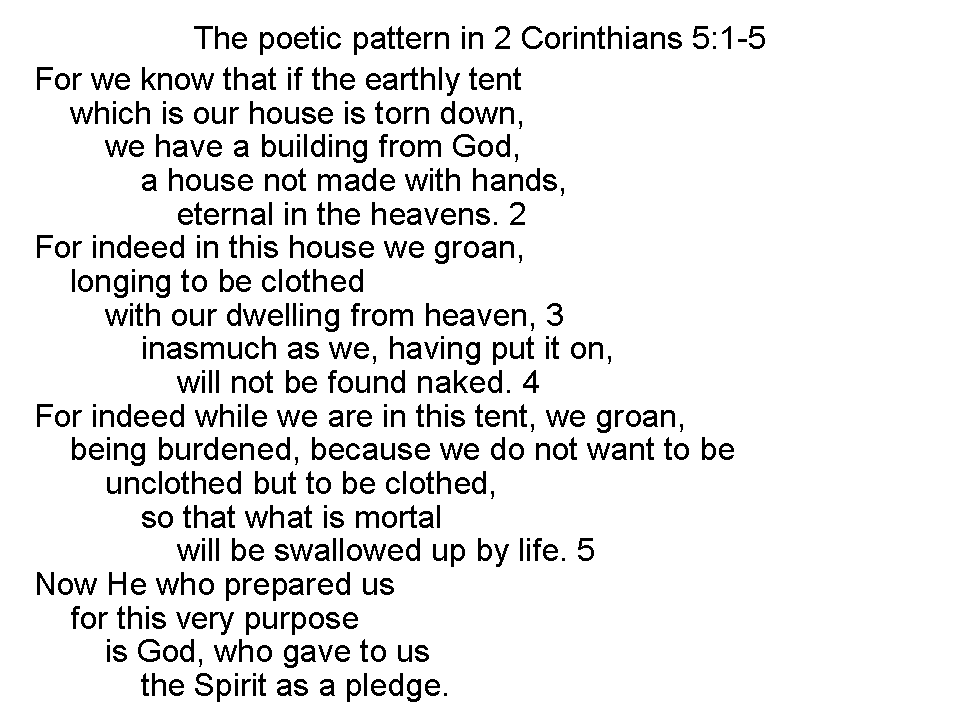 The poetic pattern in 2 Corinthians 5:1-5
For we know that if the earthly tent
which is our house is torn down,
we have a building from God,
a house not made with hands,
eternal in the heavens. 2
For indeed in this house we groan,
longing to be clothed
with our dwelling from heaven, 3
inasmuch as we, having put it on,
will not be found naked. 4
For indeed while we are in this tent, we groan,
being burdened, because we do not want to be
unclothed but to be clothed,
so that what is mortal
will be swallowed up by life. 5
Now He who prepared us
for this very purpose
is God, who gave to us
the Spirit as a pledge.